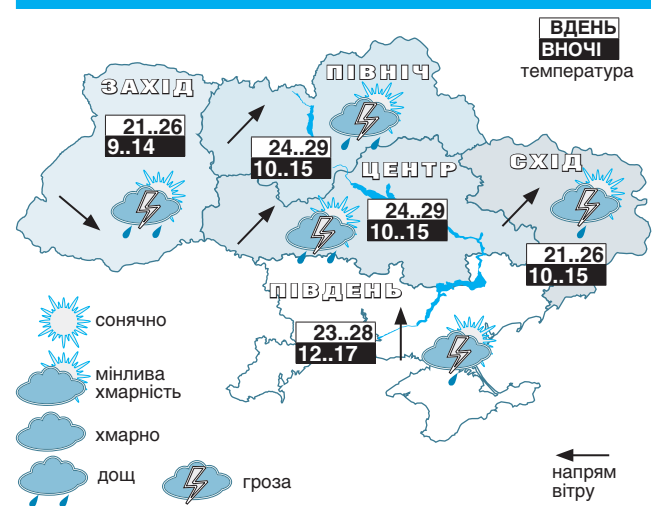 ВДЕНЬ
ВНОЧІ
температура
ПІВНІЧ
ЗАХІД
21..26
9..14
24..29
10..15
ЦЕНТР
СХІД
24..29
10..15
21..26
10..15
ПІВДЕНЬ
23..28
12..17
сонячно
мінлива
хмарність
хмарно
дощ
гроза
напрям
вітру